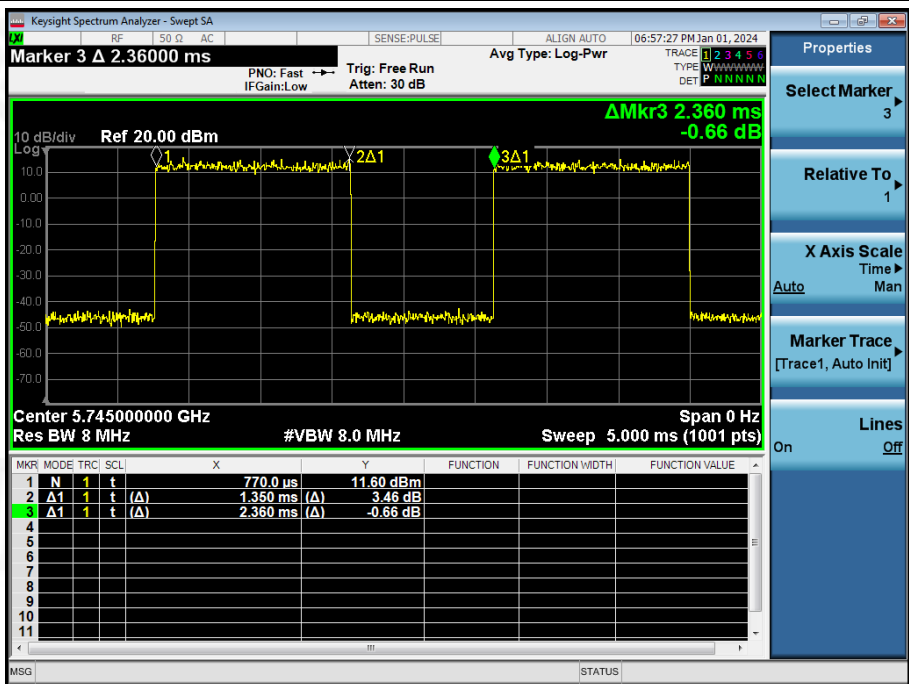 Keysight Spectrum Analyzer - Swept SA
LXI RF 50 Ω AC SENSE:PULSE ALIGN AUTO 06:57:27 PM Jan 01, 2024
Marker 3 Δ 2.36000 ms
PNO: Fast
IFGain:Low
Trig: Free Run
Atten: 30 dB
Avg Type: Log-Pwr
TRACE 1 2 3 4 5 6
TYPE WWWWWW
DET P N N N N N
ΔMkr3 2.360 ms
-0.66 dB
10 dB/div Ref 20.00 dBm
Log
1 2Δ1 3Δ1
10.0
0.00
-10.0
-20.0
-30.0
-40.0
-50.0
-60.0
-70.0
Center 5.745000000 GHz Span 0 Hz
Res BW 8 MHz #VBW 8.0 MHz Sweep 5.000 ms (1001 pts)
MKR MODE TRC SCL X Y FUNCTION FUNCTION WIDTH FUNCTION VALUE
1 N 1 t 770.0 µs 11.60 dBm
2 Δ1 1 t (Δ) 1.350 ms (Δ) 3.46 dB
3 Δ1 1 t (Δ) 2.360 ms (Δ) -0.66 dB
4
5
6
7
8
9
10
11
MSG STATUS
Properties
Select Marker
3
Relative To
1
X Axis Scale
Time
Auto Man
Marker Trace
[Trace1, Auto Init]
Lines
On Off